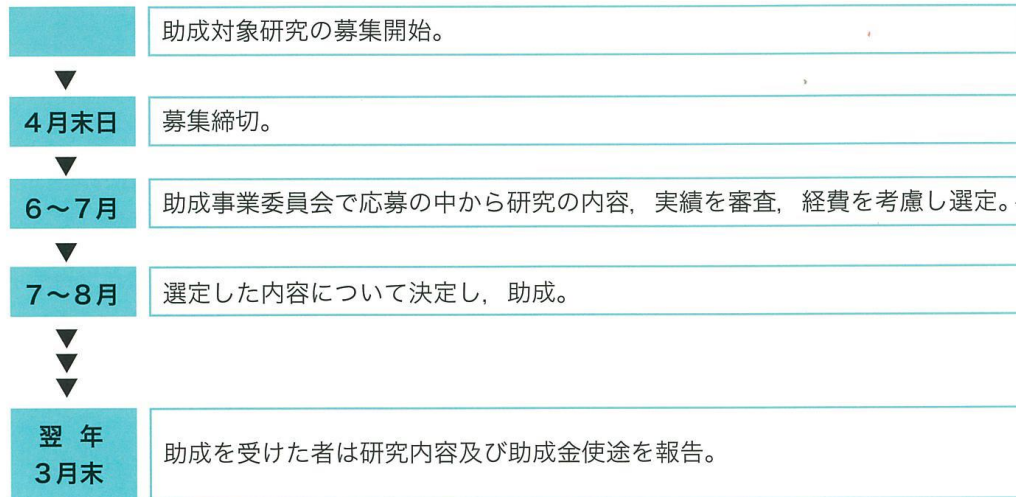 助成対象研究の募集開始。
▼
4月末日
募集締切。
▼
6〜7月
助成事業委員会で応募の中から研究の内容，実績を審査，経費を考慮し選定。
▼
7〜8月
選定した内容について決定し，助成。
▼
▼
▼
翌 年
3月末
助成を受けた者は研究内容及び助成金使途を報告。